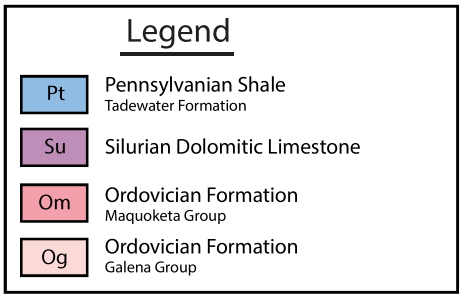 Legend
Pt
Pennsylvanian Shale
Tadewater Formation
Su
Silurian Dolomitic Limestone
Om
Ordovician Formation
Maquoketa Group
Og
Ordovician Formation
Galena Group